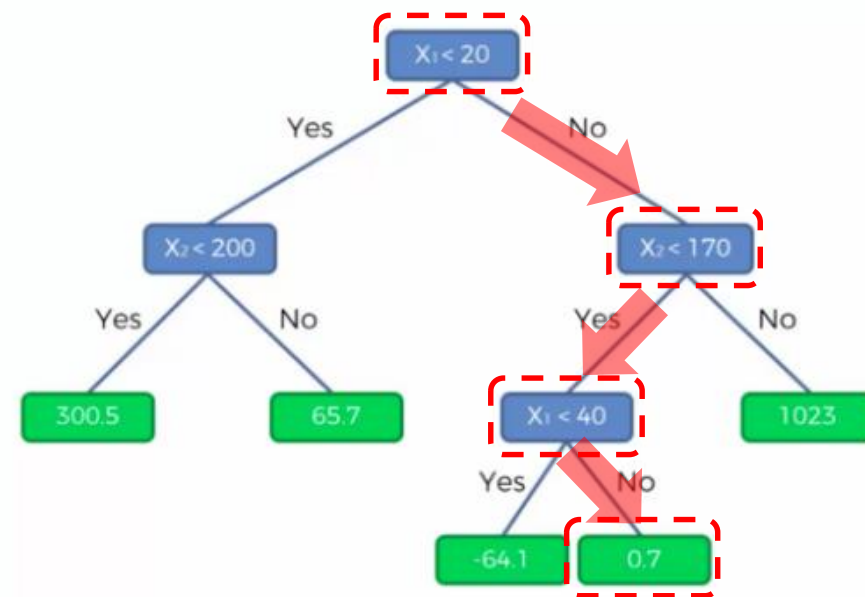 X₁ < 20
Yes
No
X₂ < 200
X₂ < 170
Yes
No
Yes
No
300.5
65.7
X₁ < 40
1023
Yes
No
-64.1
0.7